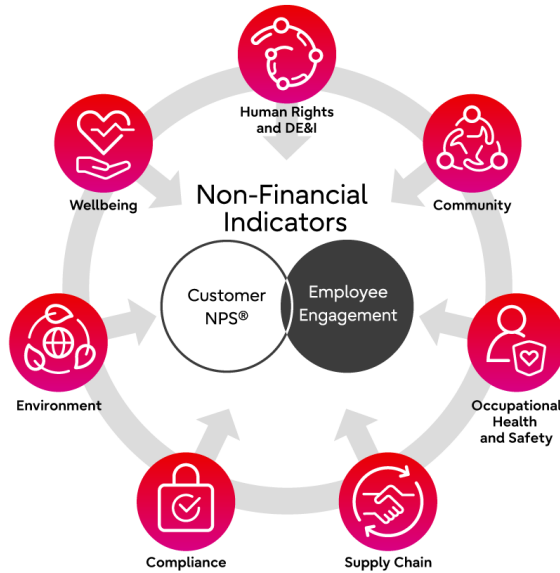 Human Rights
and DE&I
Wellbeing
Community
Non-Financial
Indicators
Customer
NPS®
Employee
Engagement
Environment
Occupational
Health
and Safety
Compliance
Supply Chain